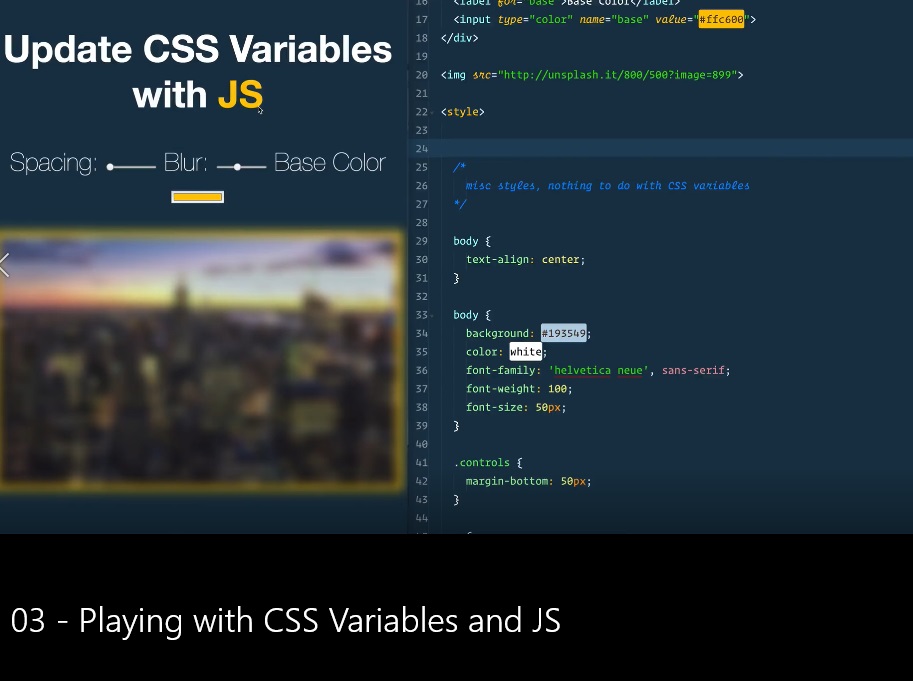 Update CSS Variables
with JS
Spacing: Blur: Base Color
16 <label for="base">Base Color</label>
17 <input type="color" name="base" value="#ffc600">
18 </div>
19
20 <img src="http://unsplash.it/800/500?image=899">
21
22 <style>
23
24
25 /*
26 misc styles, nothing to do with CSS variables
27 */
28
29 body {
30 text-align: center;
31 }
32
33 body {
34 background: #193549;
35 color: white;
36 font-family: 'helvetica neue', sans-serif;
37 font-weight: 100;
38 font-size: 50px;
39 }
40
41 .controls {
42 margin-bottom: 50px;
43 }
44
03 - Playing with CSS Variables and JS